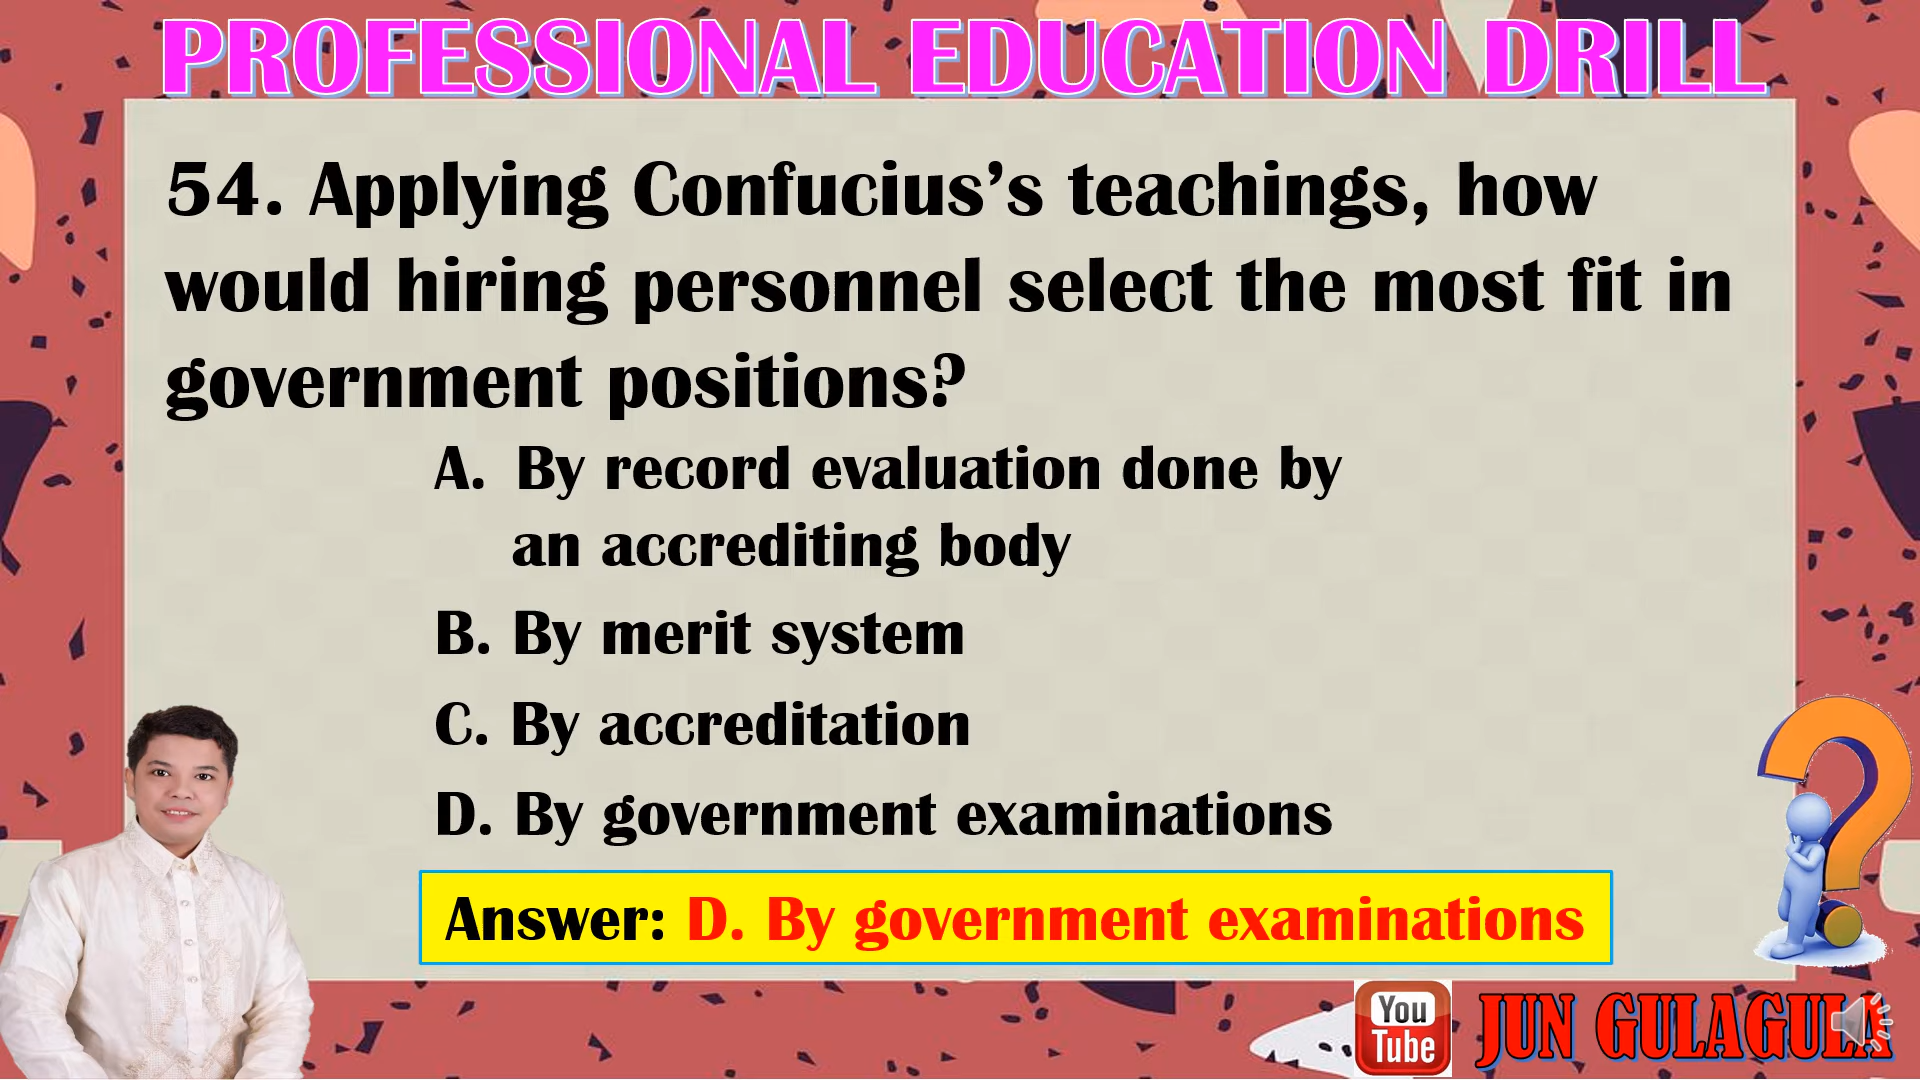 PROFESSIONAL EDUCATION DRILL
54. Applying Confucius’s teachings, how
would hiring personnel select the most fit in
government positions?
A. By record evaluation done by
an accrediting body
B. By merit system
C. By accreditation
D. By government examinations
Answer: D. By government examinations
You
Tube
JUN GULAGULA